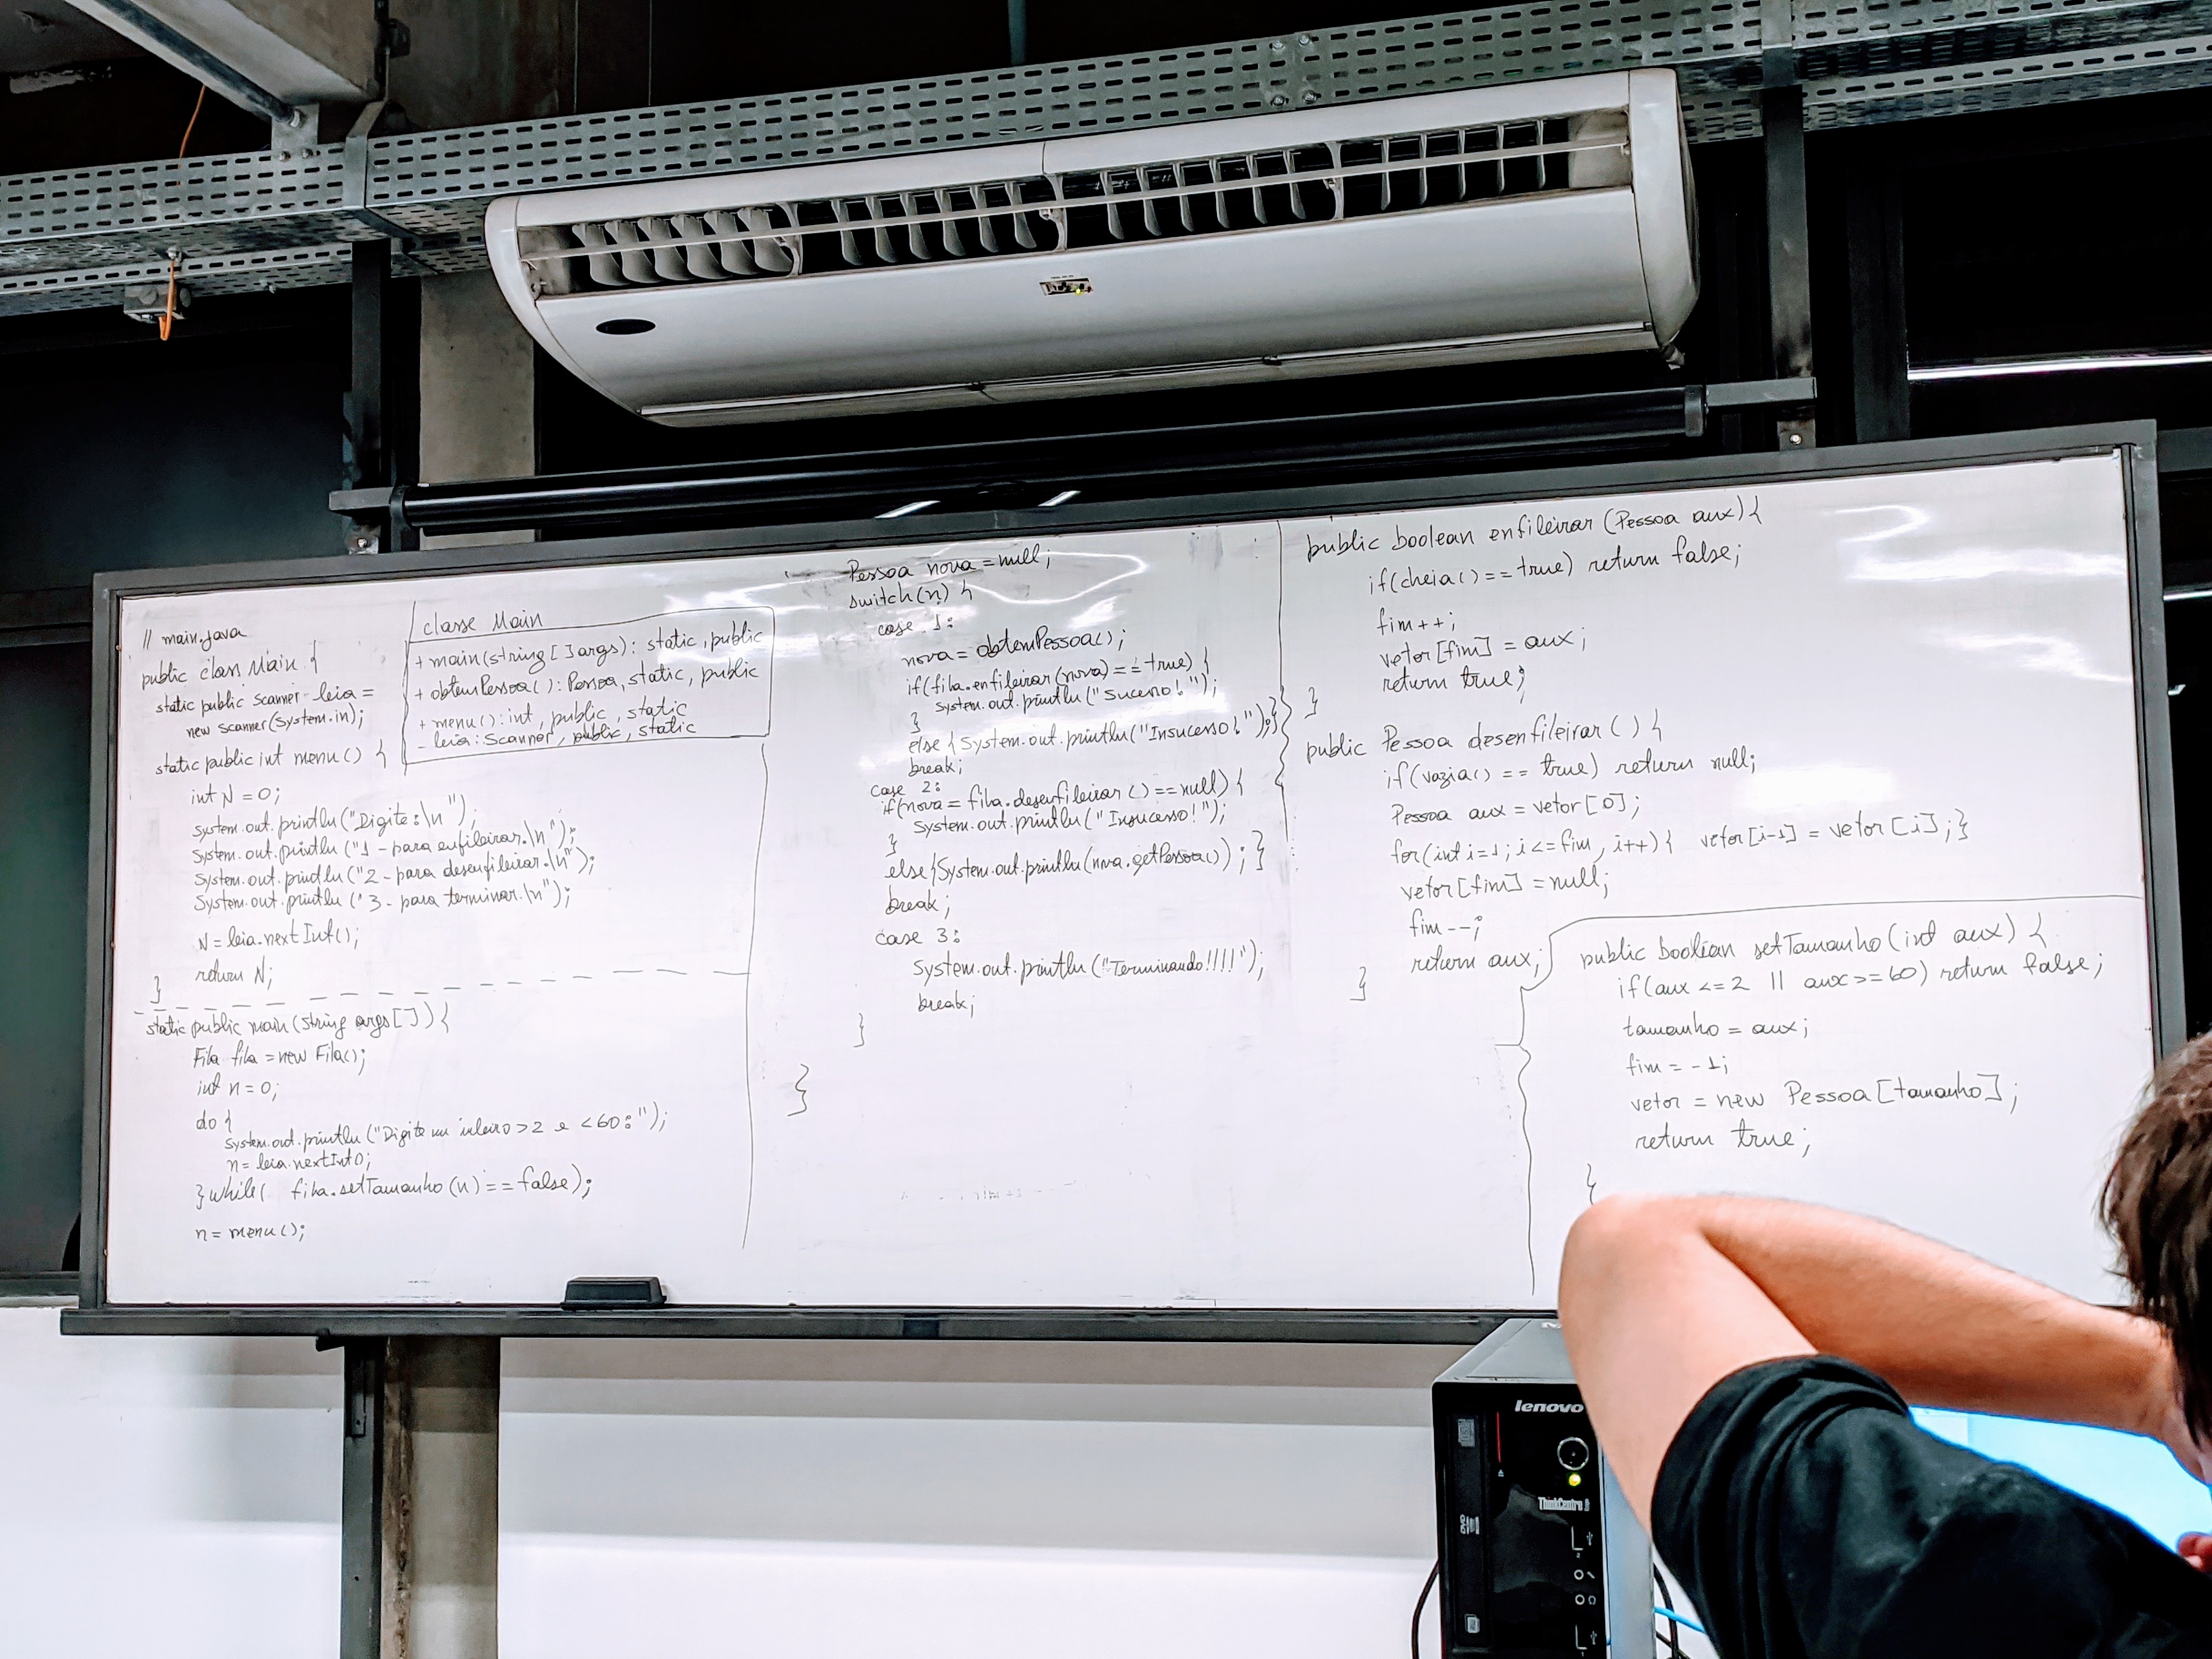 // main.java
public class Main {
static public Scanner leia =
new Scanner(System.in);
static public int menu() {
int N = 0;
System.out.println("Digite:\n");
System.out.println("1 - para enfileirar.\n");
System.out.println("2 - para desenfileirar.\n");
System.out.println("3 - para terminar.\n");
N = leia.nextInt();
return N;
}
static public main(String args[]) {
Fila fila = new Fila();
int n = 0;
do {
System.out.println("Digite um inteiro > 2 e < 60:");
n = leia.nextInt();
} while( fila.setTamanho(n) == false);
n = menu();
classe Main
+ main(string[] args): static, public
+ obtemPessoa(): Pessoa, static, public
+ menu(): int, public, static
- leia: Scanner, public, static
Pessoa nova = null;
switch(n) {
case 1:
nova = obtemPessoa();
if(fila.enfileirar(nova) == true) {
System.out.println("Sucesso!");
}
else {System.out.println("Insucesso!");}
break;
case 2:
if(nova = fila.desenfileirar() == null) {
System.out.println("Insucesso!");
}
else{System.out.println(nova.getPessoa()); }
break;
case 3:
System.out.println("Terminando!!!!");
break;
}
}
public boolean enfileirar (Pessoa aux) {
if(cheia() == true) return false;
fim++;
vetor[fim] = aux;
return true;
}
public Pessoa desenfileirar () {
if(vazia() == true) return null;
Pessoa aux = vetor[0];
for(int i=1; i<=fim, i++) { vetor[i-1] = vetor[i]; }
vetor[fim] = null;
fim--;
return aux;
}
public Boolean setTamanho(int aux) {
if(aux <= 2 || aux >= 60) return false;
tamanho = aux;
fim = -1;
vetor = new Pessoa[tamanho];
return true;
}
lenovo
ThinkCentre